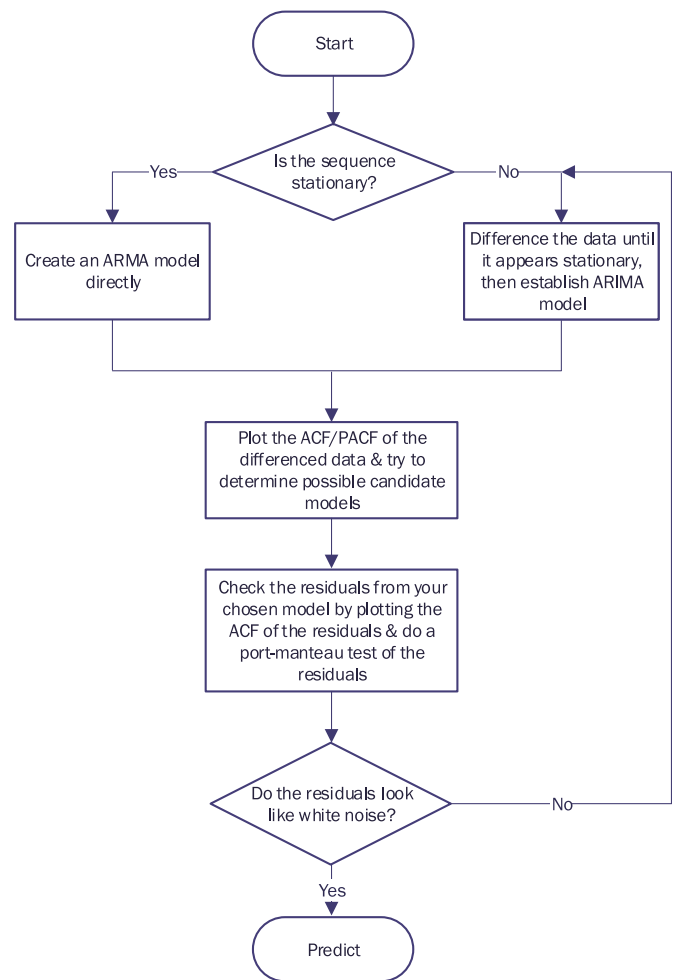 Start
Is the sequence
stationary?
Yes
No
Create an ARMA model
directly
Difference the data until
it appears stationary,
then establish ARIMA
model
Plot the ACF/PACF of the
differenced data & try to
determine possible candidate
models
Check the residuals from your
chosen model by plotting the
ACF of the residuals & do a
port-manteau test of the
residuals
Do the residuals look
like white noise?
No
Yes
Predict